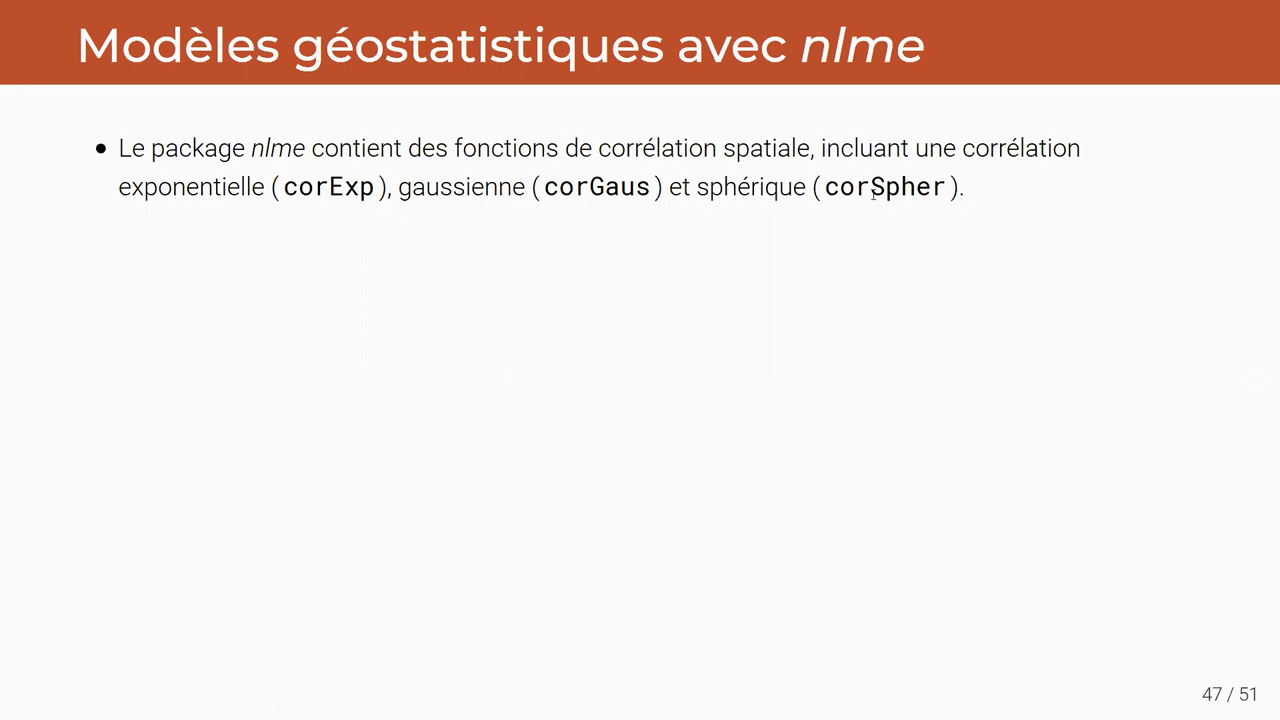 Modèles géostatistiques avec nlme
• Le package nlme contient des fonctions de corrélation spatiale, incluant une corrélation
exponentielle (corExp), gaussienne (corGaus) et sphérique (corSpher).
47 / 51